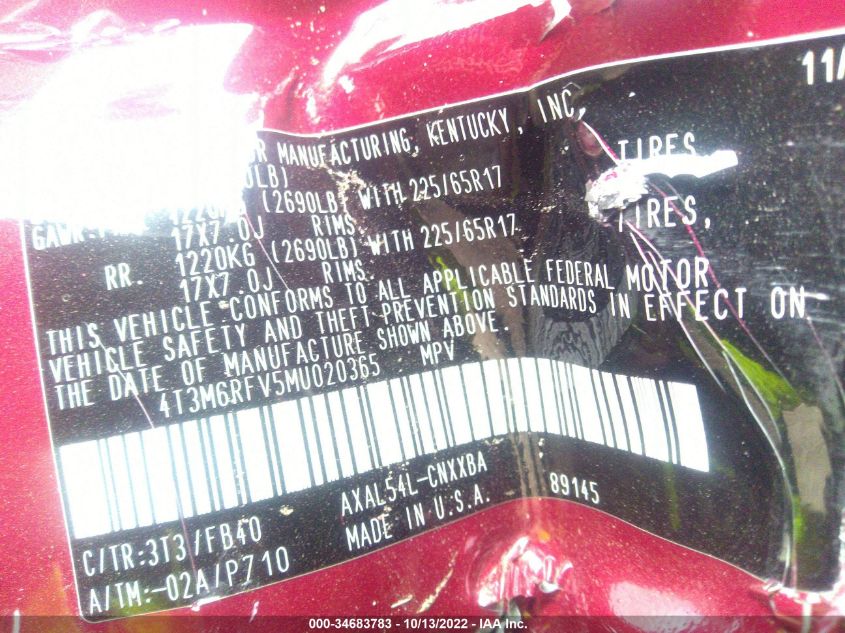 11/
OR MANUFACTURING, KENTUCKY, INC,
0LB)
(2690LB) WITH 225/65R17 TIRES,
17X7.0J RIMS
RR. 1220KG (2690LB) WITH 225/65R17 TIRES,
17X7.0J RIMS
THIS VEHICLE CONFORMS TO ALL APPLICABLE FEDERAL MOTOR
VEHICLE SAFETY AND THEFT PREVENTION STANDARDS IN EFFECT ON
THE DATE OF MANUFACTURE SHOWN ABOVE.
4T3M6RFV5MU020365 MPV
C/TR:3T3 /FB40 AXAL54L-CNXXBA 89145
A/TM:-02A/P710 MADE IN U.S.A.
000-34683783 - 10/13/2022 - IAA Inc.